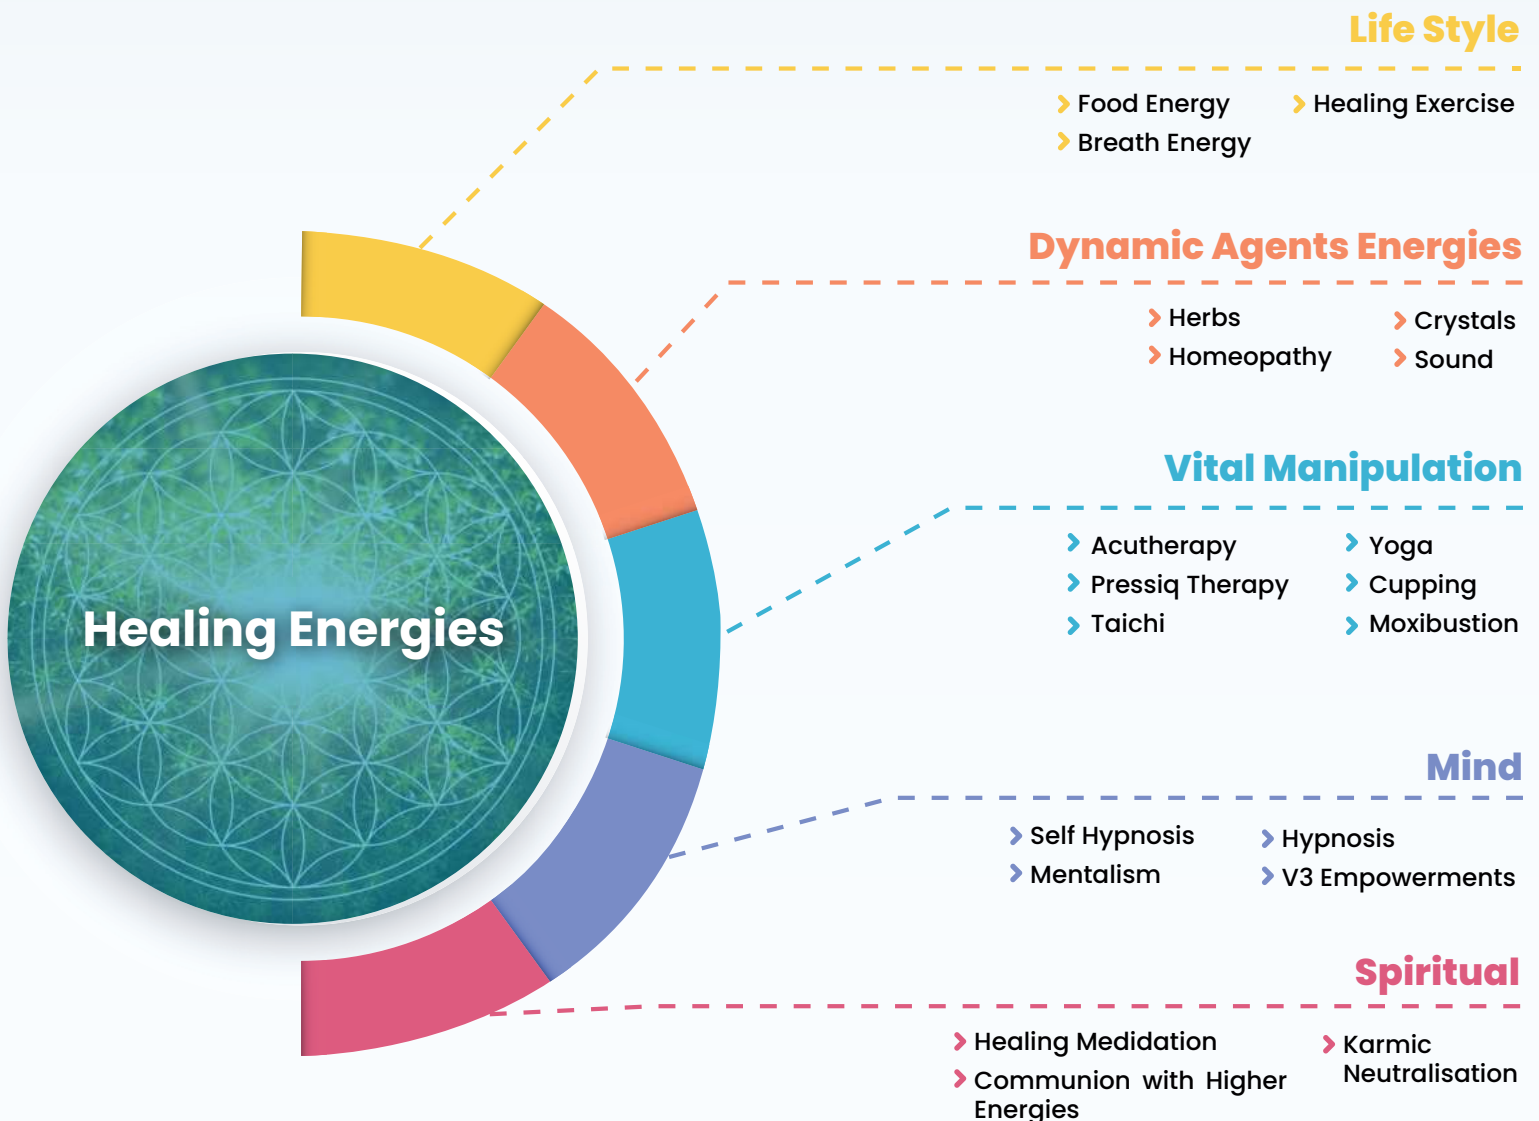 Life Style
Food Energy
Healing Exercise
Breath Energy
Dynamic Agents Energies
Herbs
Crystals
Homeopathy
Sound
Vital Manipulation
Acutherapy
Yoga
Pressiq Therapy
Cupping
Taichi
Moxibustion
Healing Energies
Mind
Self Hypnosis
Hypnosis
Mentalism
V3 Empowerments
Spiritual
Healing Medidation
Karmic
Neutralisation
Communion with Higher
Energies